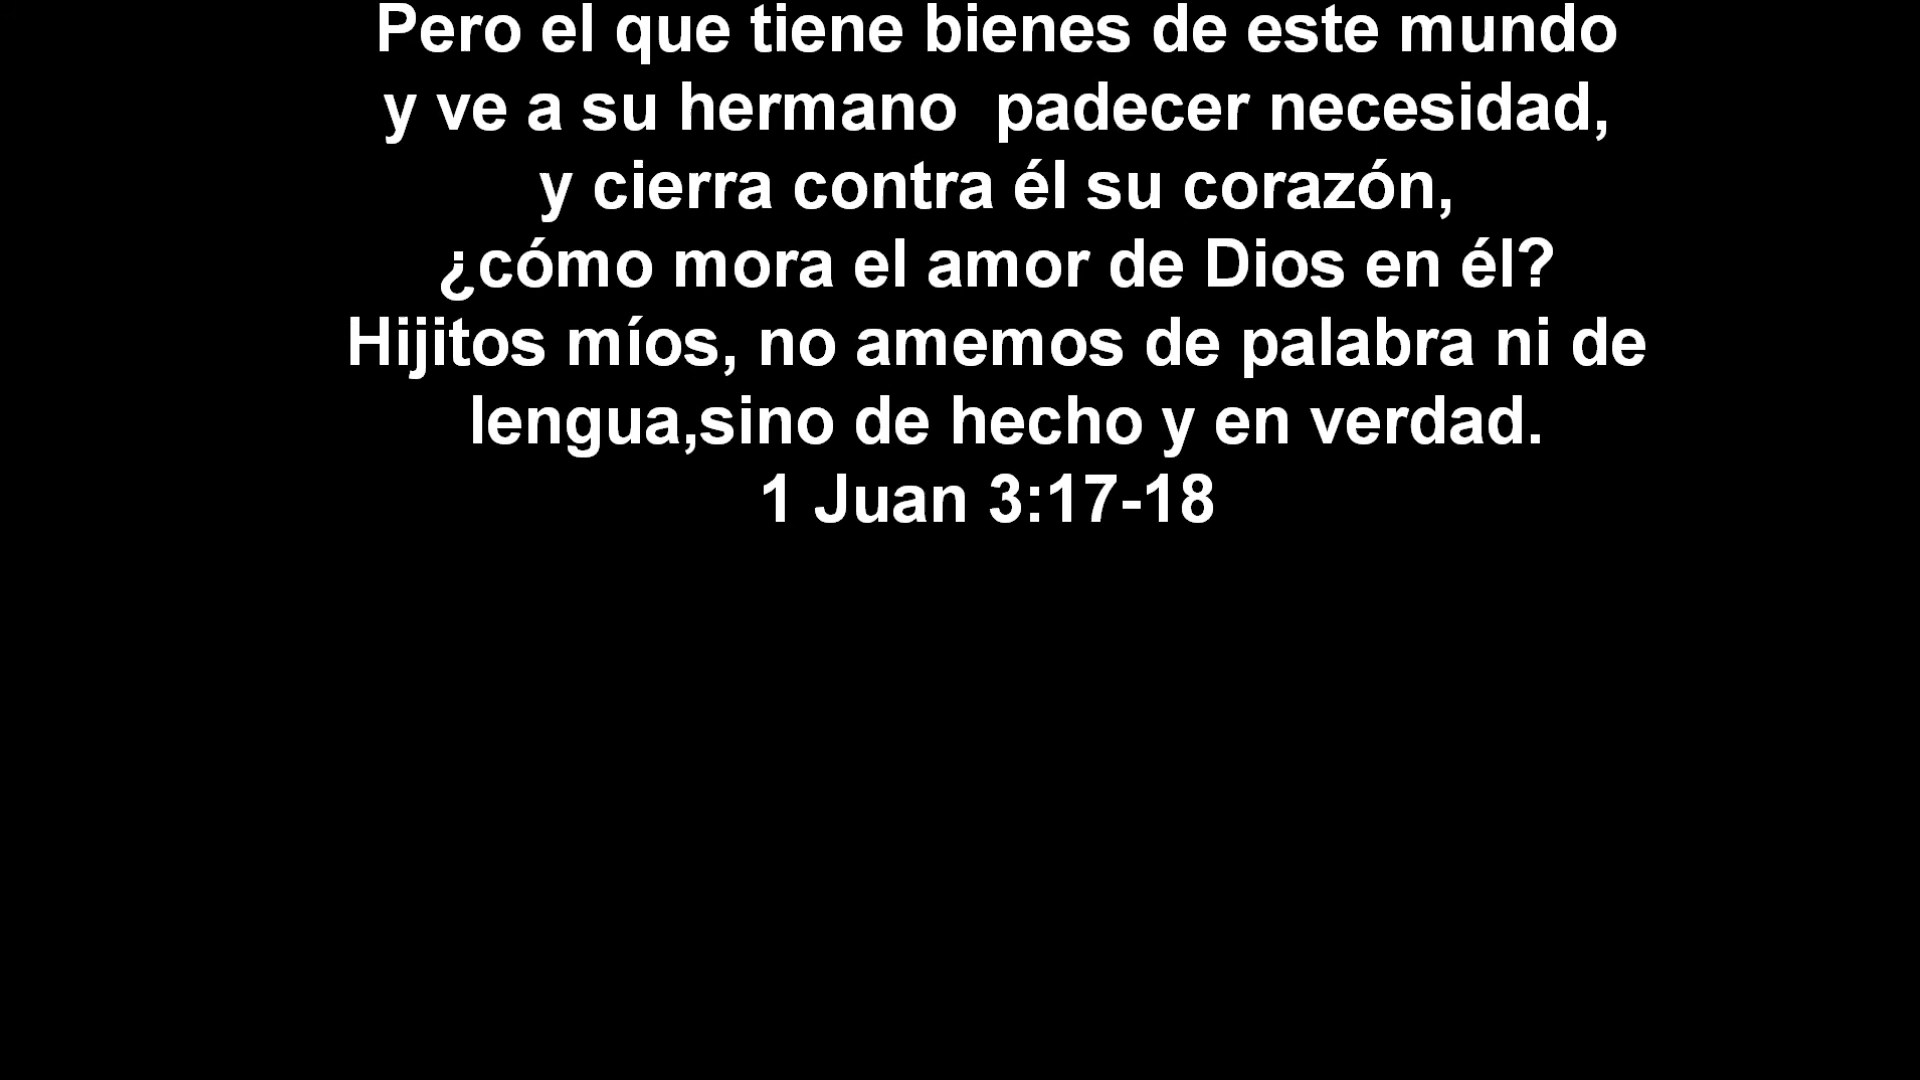 Pero el que tiene bienes de este mundo
y ve a su hermano  padecer necesidad,
y cierra contra él su corazón,
¿cómo mora el amor de Dios en él?
Hijitos míos, no amemos de palabra ni de
lengua,sino de hecho y en verdad.
1 Juan 3:17-18